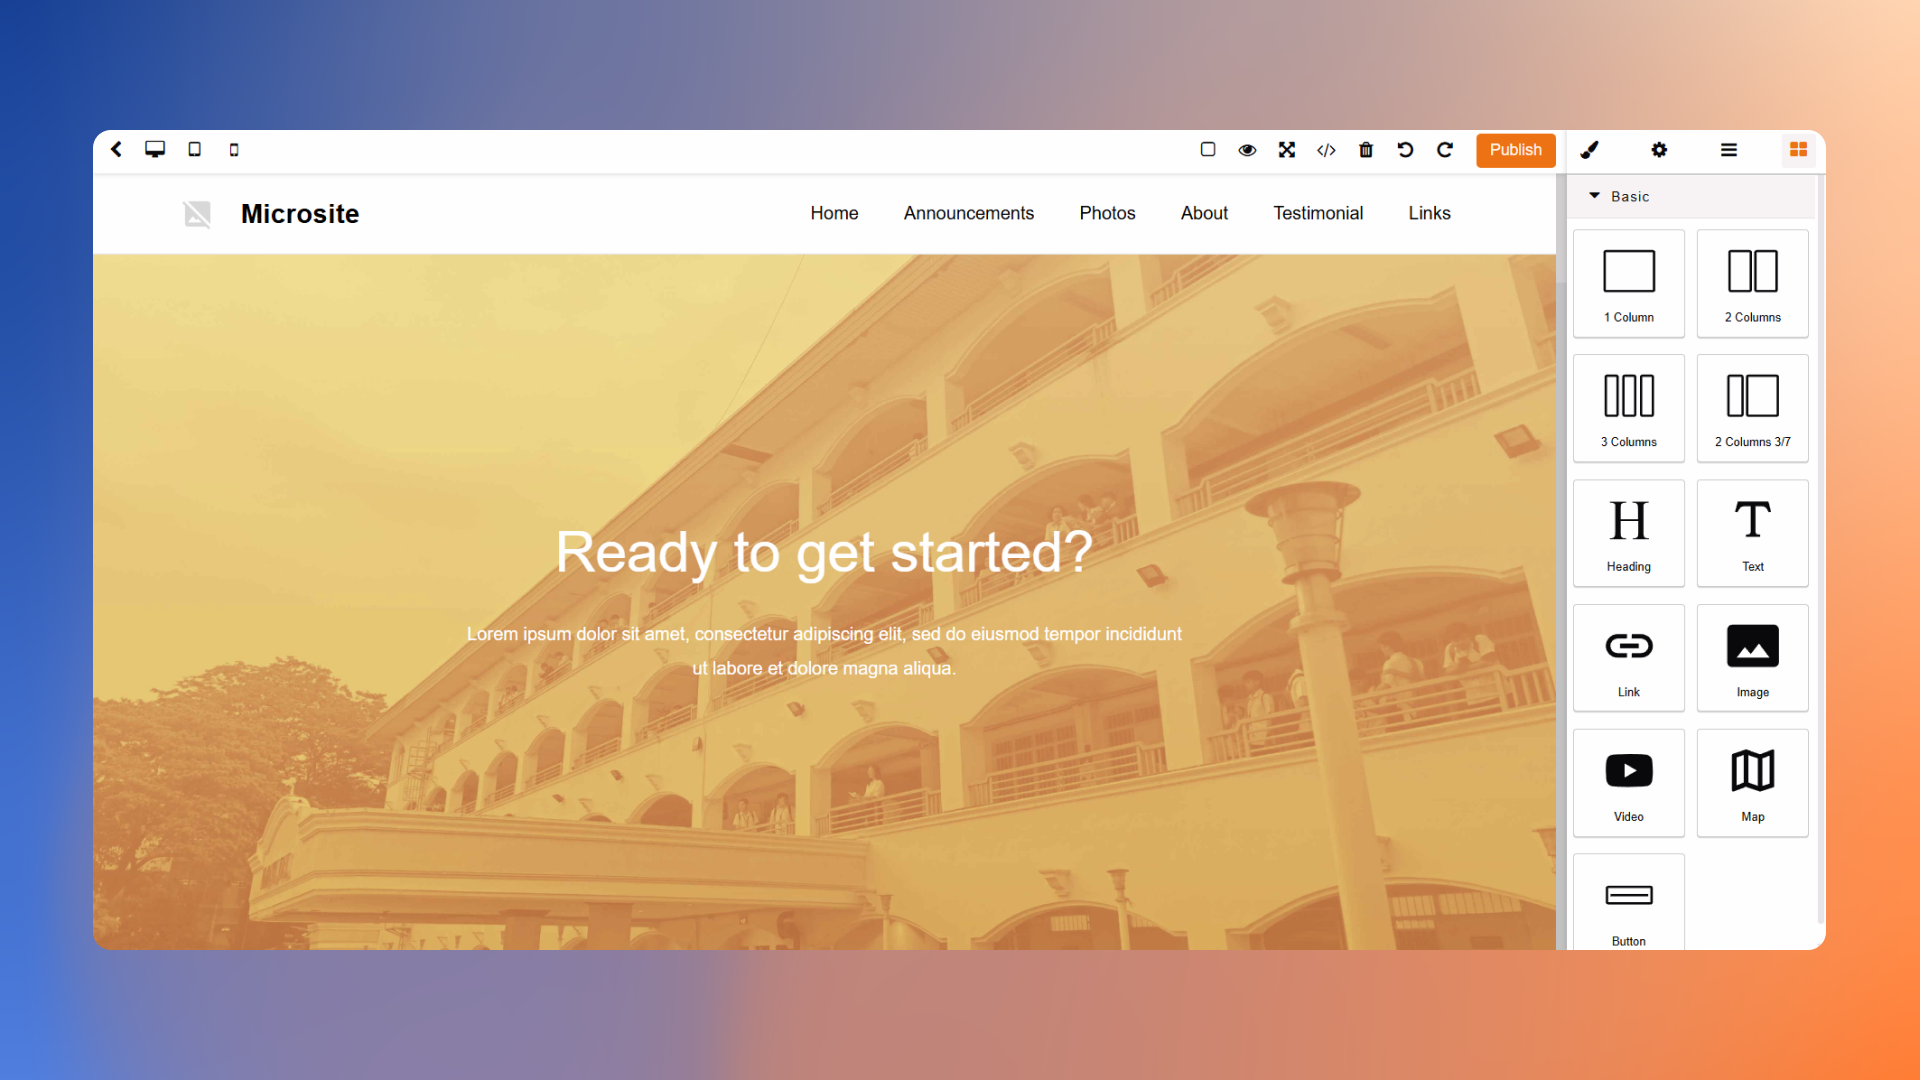 Publish
Microsite
Home Announcements Photos About Testimonial Links
Ready to get started?
Lorem ipsum dolor sit amet, consectetur adipiscing elit, sed do eiusmod tempor incididunt
ut labore et dolore magna aliqua.
Basic
1 Column
2 Columns
3 Columns
2 Columns 3/7
H
Heading
T
Text
Link
Image
Video
Map
Button